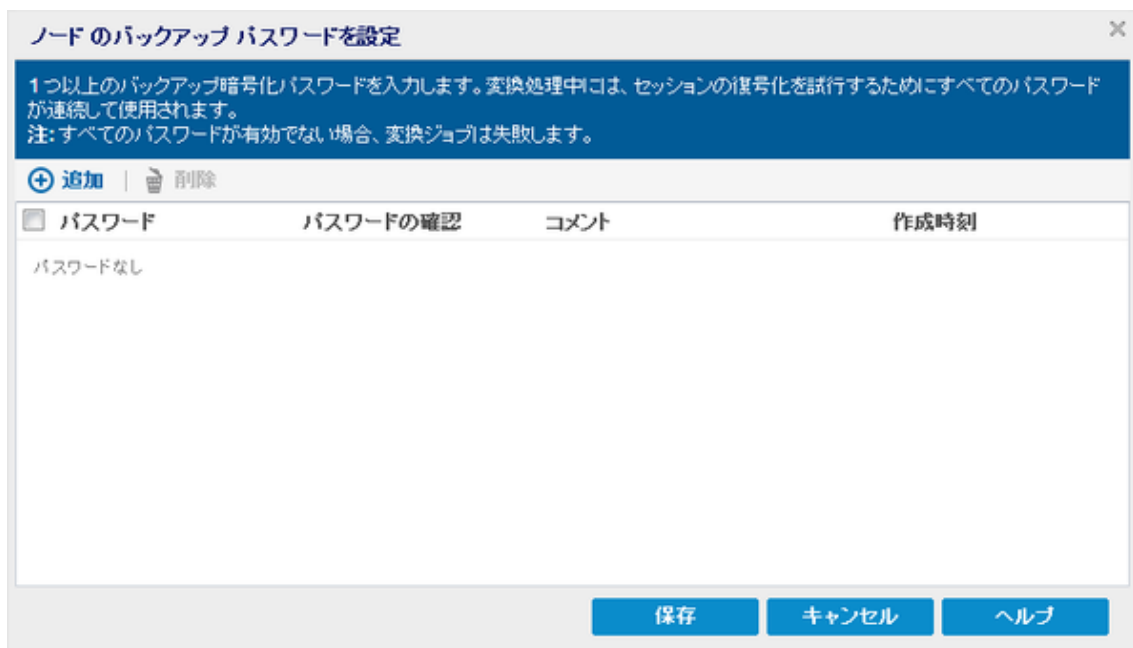 ノード のバックアップ パスワードを設定
1つ以上のバックアップ暗号化パスワードを入力します。変換処理中には、セッションの復号化を試行するためにすべてのパスワード
が連続して使用されます。
注: すべてのパスワードが有効でない場合、変換ジョブは失敗します。
追加 | 削除
パスワード パスワードの確認 コメント 作成時刻
パスワードなし
保存 キャンセル ヘルプ